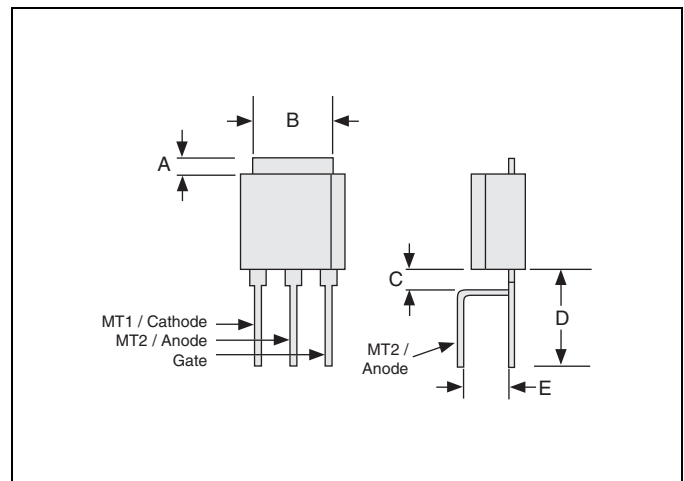 B
A
C
MT1 / Cathode
MT2 / Anode
Gate
D
MT2 /
Anode
E